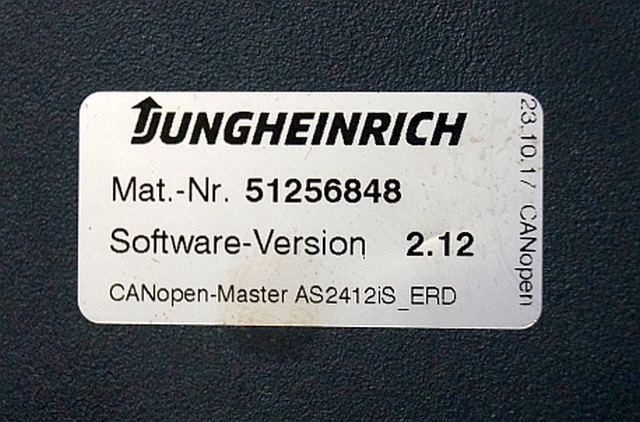 JUNGHEINRICH
Mat.-Nr. 51256848
Software-Version 2.12
CANopen-Master AS2412iS_ERD
23.10.17 CANopen